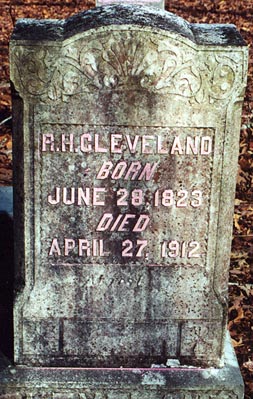 R.H.CLEVELAND
BORN
JUNE 28.1823
DIED
APRIL 27. 1912